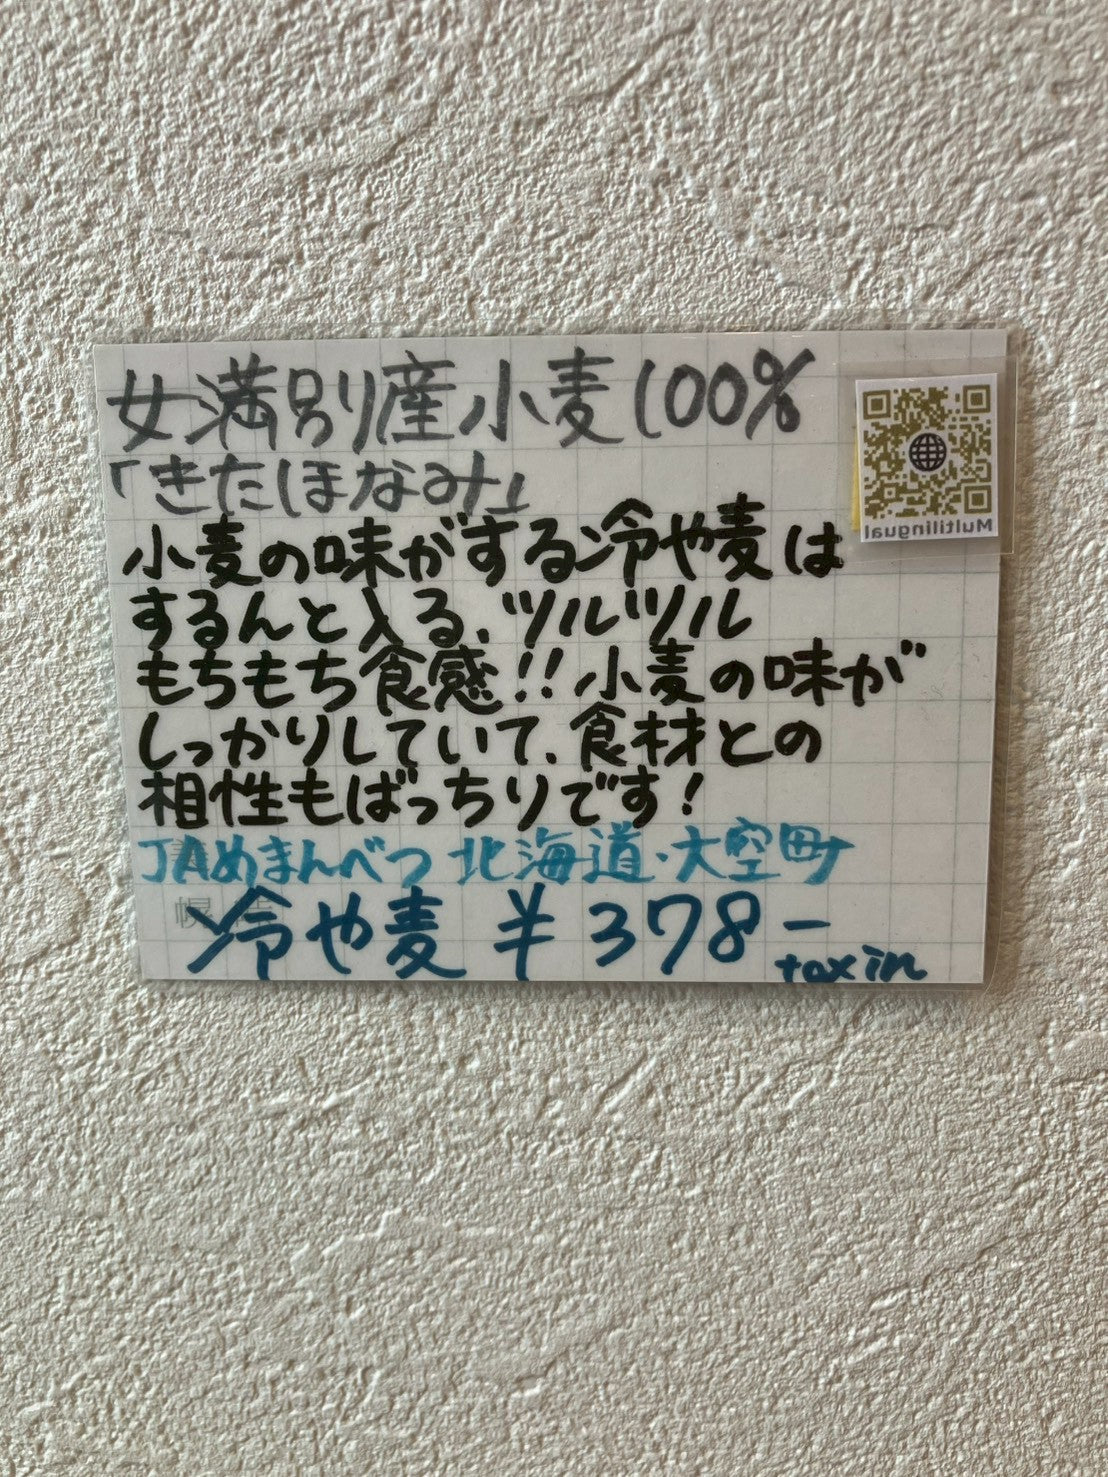 女満別産小麦100%
「きたほなみ」
小麦の味がする冷や麦は
するんと入る、ツルツル
もちもち食感!!小麦の味が
しっかりしていて、食材との
相性もばっちりです!
JAめまんべつ 北海道・大空町
冷や麦 ¥378-
tax in
Multilingual